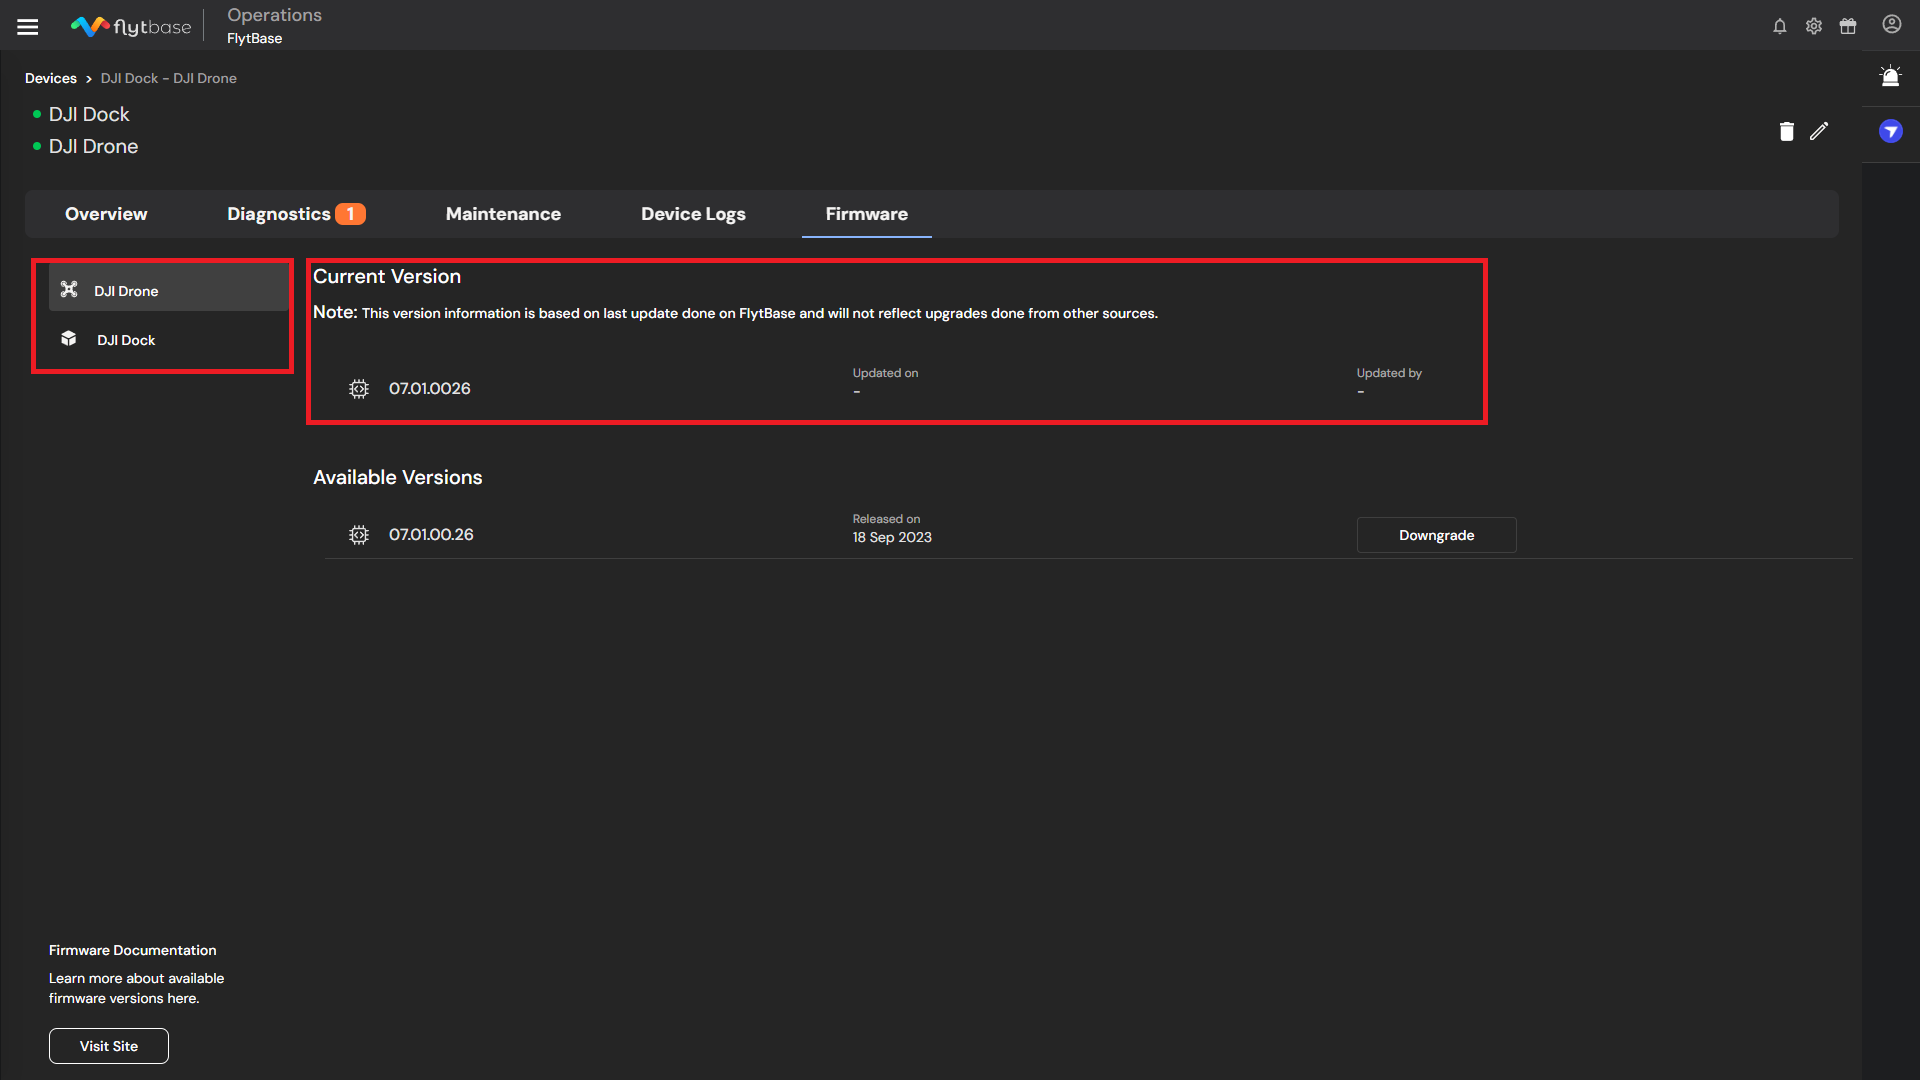 flytbase
Operations
FlytBase
Devices > DJI Dock - DJI Drone
DJI Dock
DJI Drone
Overview
Diagnostics 1
Maintenance
Device Logs
Firmware
DJI Drone
DJI Dock
Current Version
Note: This version information is based on last update done on FlytBase and will not reflect upgrades done from other sources.
07.01.0026
Updated on
-
Updated by
-
Available Versions
07.01.00.26
Released on
18 Sep 2023
Downgrade
Firmware Documentation
Learn more about available
firmware versions here.
Visit Site